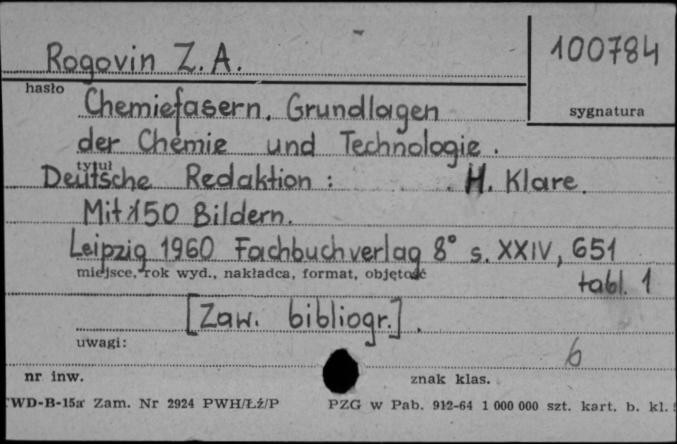 Rogovin Z. A.
100784
hasło
sygnatura
Chemiefasern. Grundlagen
der Chemie und Technologie.
tytuł
Deutsche Redaktion: H. Klare.
Mit 150 Bildern.
Leipzig 1960 Fachbuchverlag 8° s. XXIV, 651
miejsce, rok wyd., nakładca, format, objętość
tabl. 1
[Zaw. bibliogr.].
uwagi:
6
nr inw.
znak klas.
WD-B-15a Zam. Nr 2924 PWH/Łź/P PZG w Pab. 912-64 1 000 000 szt. kart. b. kl.